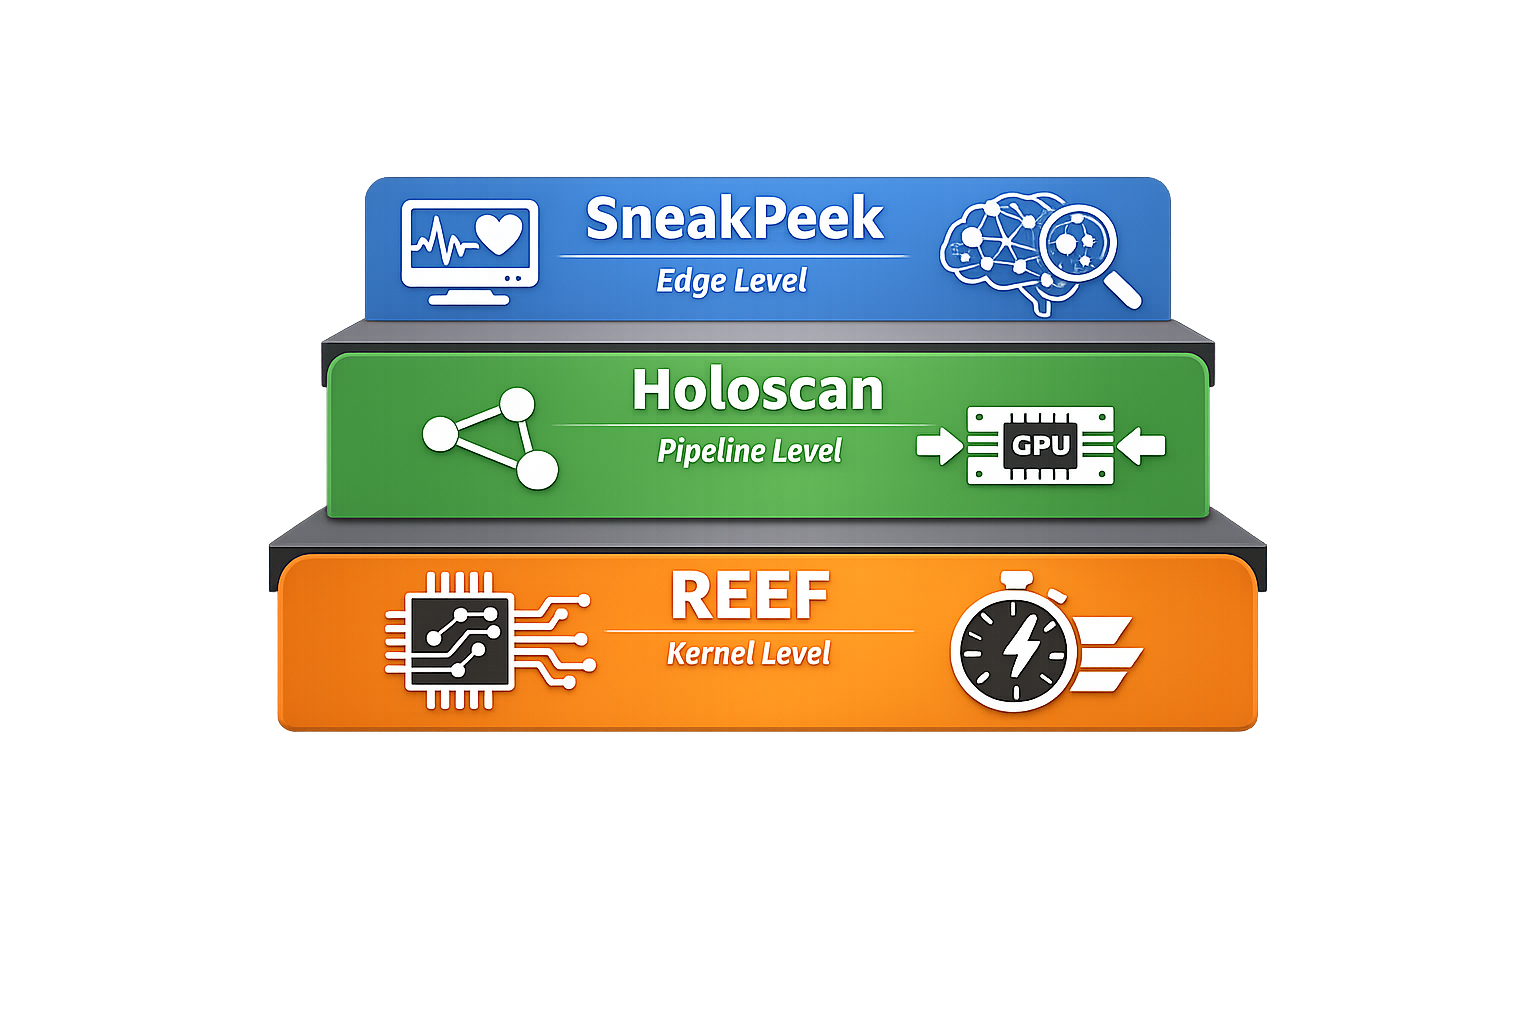 SneakPeek
Edge Level
Holoscan
Pipeline Level
GPU
REEF
Kernel Level